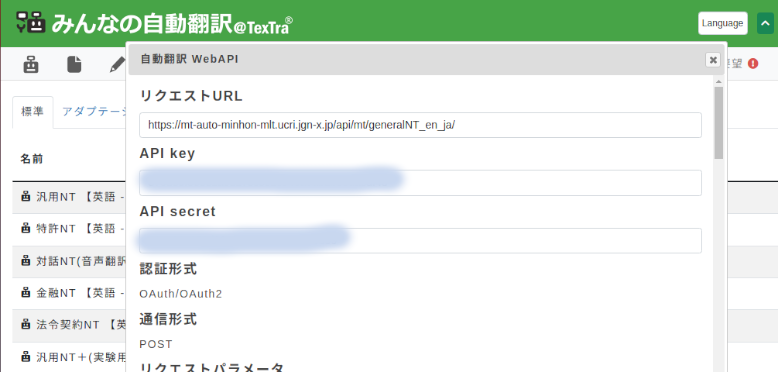 みんなの自動翻訳@TexTra®
Language
自動翻訳 WebAPI
望
標準
アダプテーシ
名前
リクエストURL
https://mt-auto-minhon-mlt.ucri.jgn-x.jp/api/mt/generalNT_en_ja/
API key
API secret
汎用NT 【英語 -
特許NT 【英語 -
対話NT(音声翻訳
金融NT 【英語 -
法令契約NT 【英
汎用NT+(実験用
認証形式
OAuth/OAuth2
通信形式
POST
リクエストパラメータ